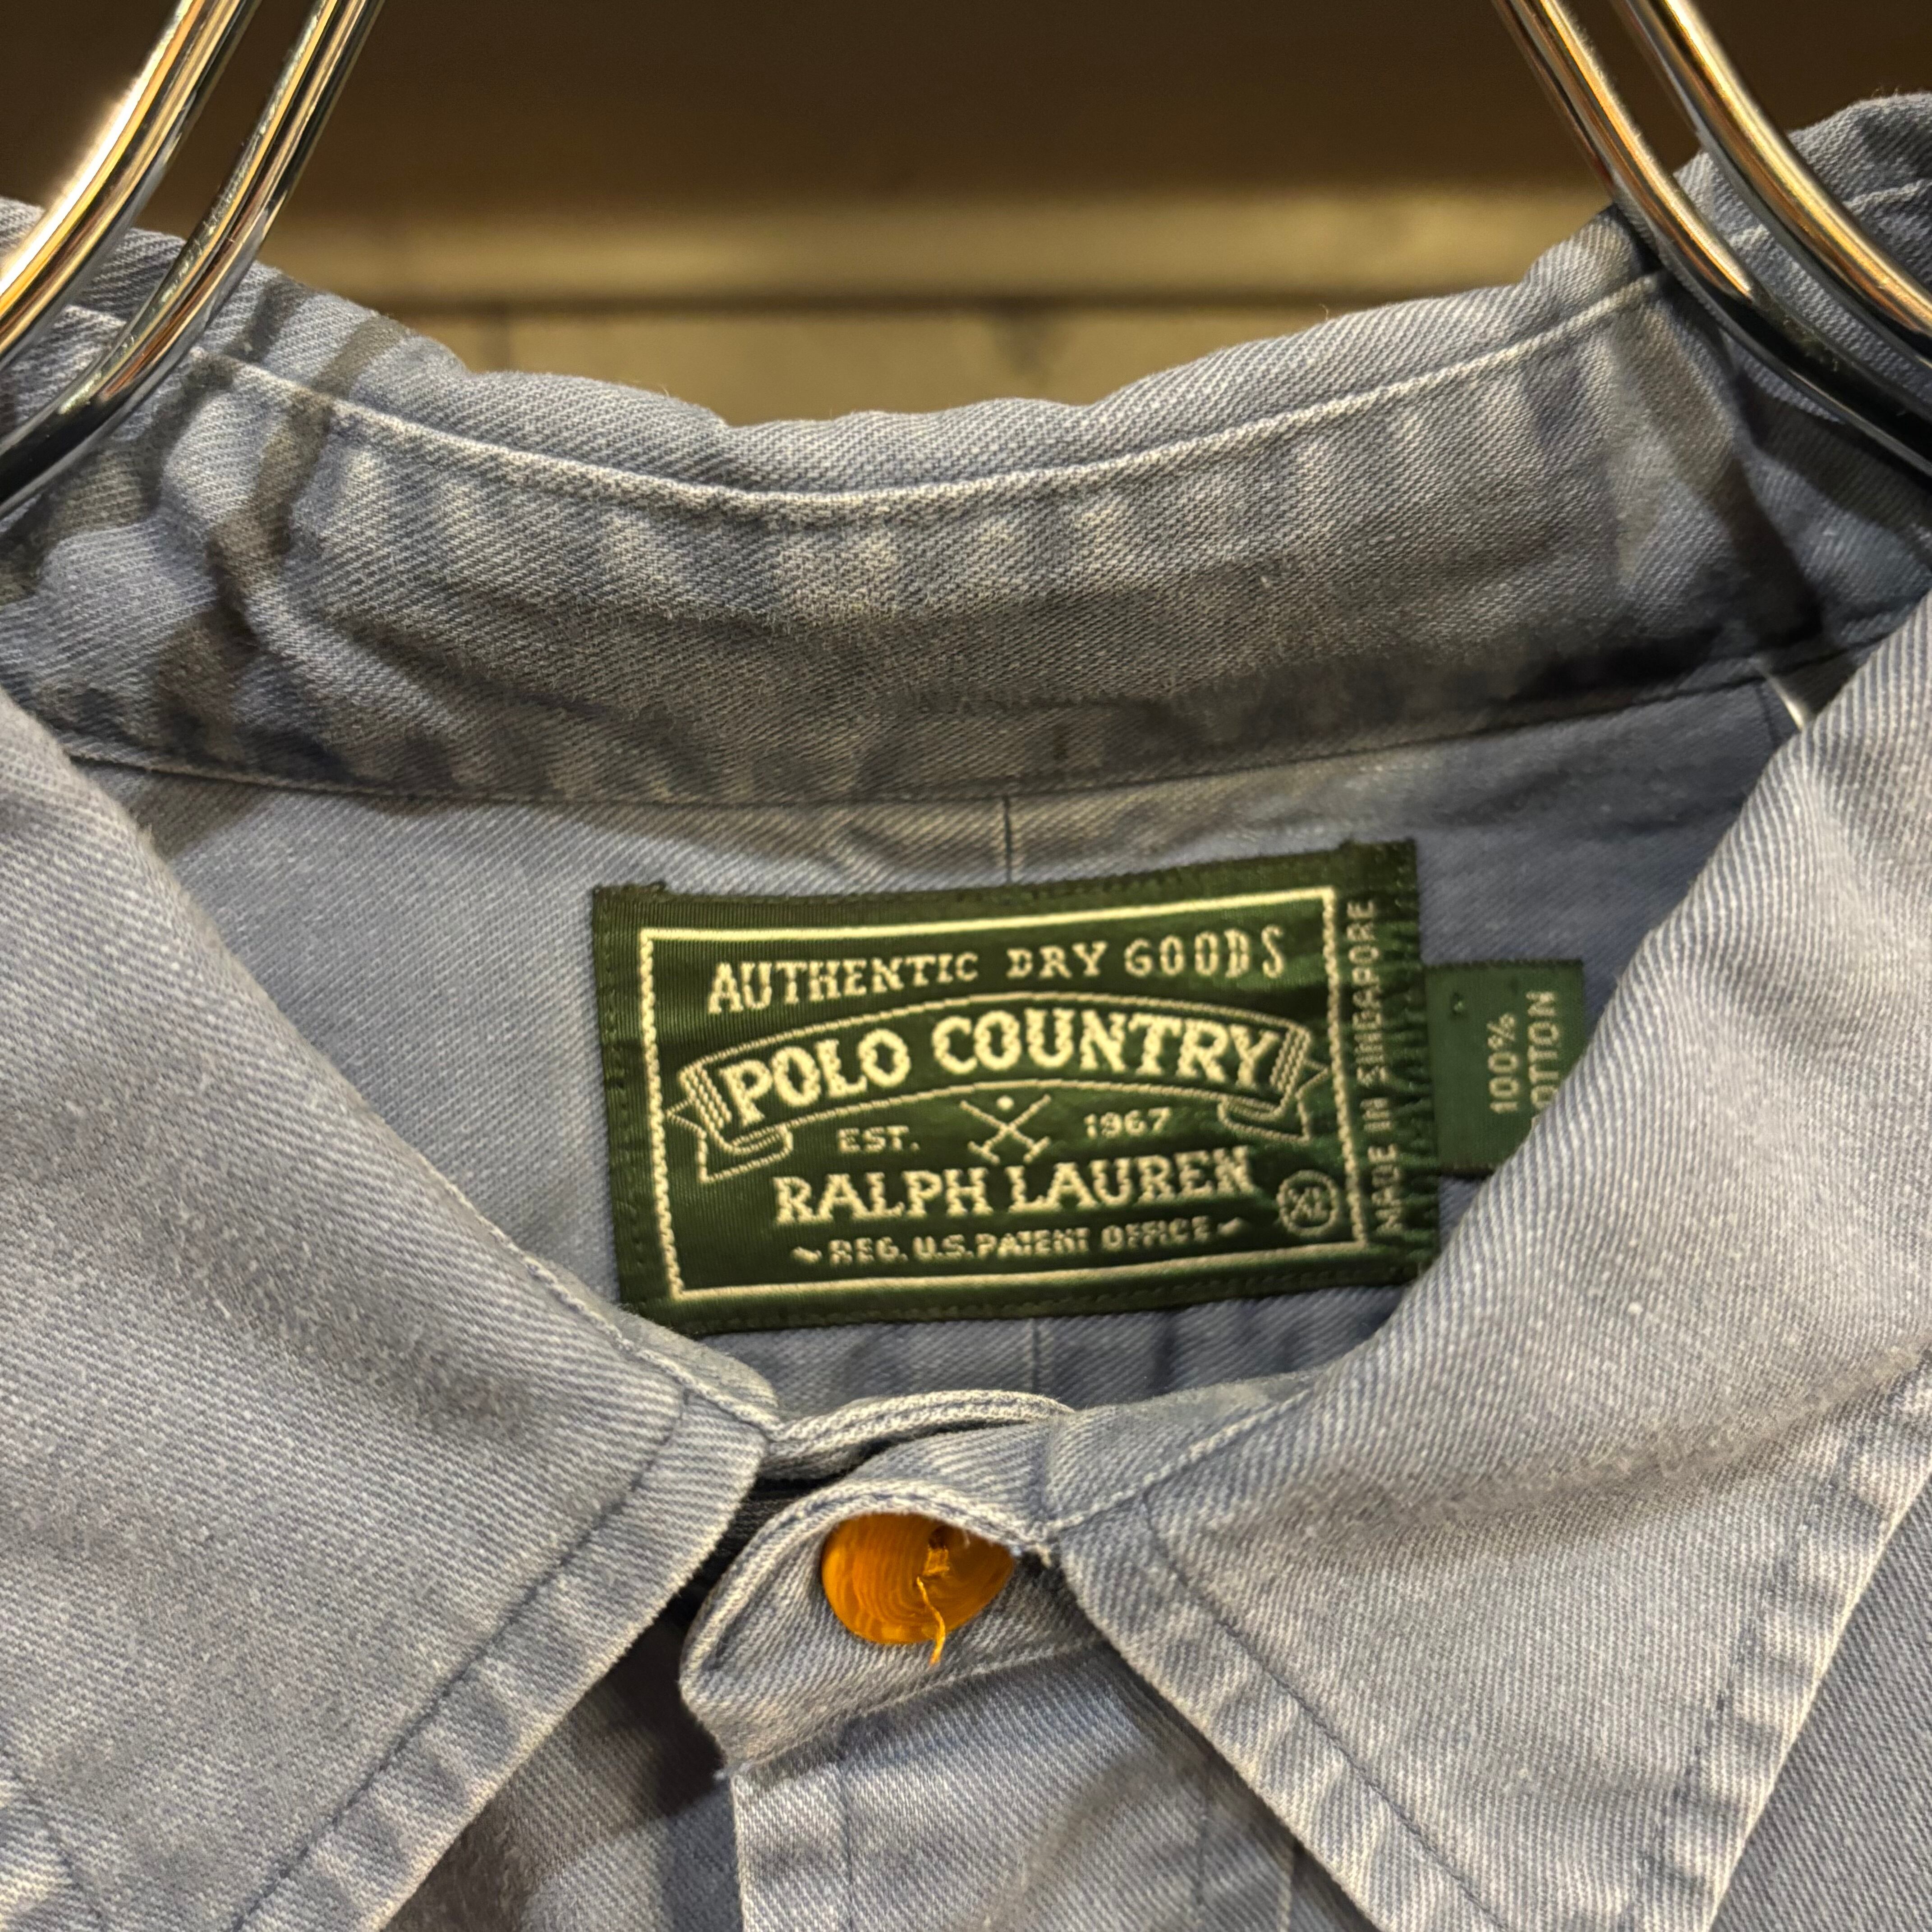 AUTHENTIC DRY GOODS
POLO COUNTRY
EST. 1967
RALPH LAUREN
REG. U.S. PATENT OFFICE
XL
MADE IN SINGAPORE
100%
COTTON